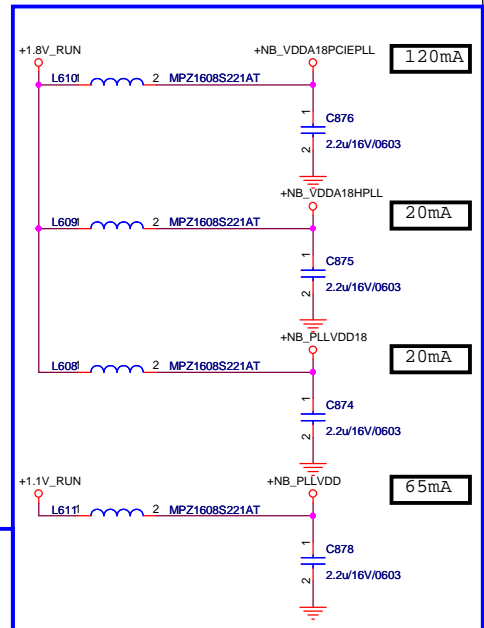 +1.8V_RUN +NB_VDDA18PCIEPLL 120mA
L610 1 2 MPZ1608S221AT
1 C876
2 2.2u/16V/0603
+NB_VDDA18HPLL 20mA
L609 1 2 MPZ1608S221AT
1 C875
2 2.2u/16V/0603
+NB_PLLVDD18 20mA
L608 1 2 MPZ1608S221AT
1 C874
2 2.2u/16V/0603
+1.1V_RUN +NB_PLLVDD 65mA
L611 1 2 MPZ1608S221AT
1 C878
2 2.2u/16V/0603